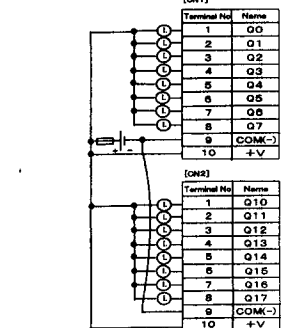 [CN1]
Terminal No Name
L 1 Q0
L 2 Q1
L 3 Q2
L 4 Q3
L 5 Q4
L 6 Q5
L 7 Q6
L 8 Q7
+ - 9 COM(-)
10 +V
[CN2]
Terminal No Name
L 1 Q10
L 2 Q11
L 3 Q12
L 4 Q13
L 5 Q14
L 6 Q15
L 7 Q16
L 8 Q17
9 COM(-)
10 +V